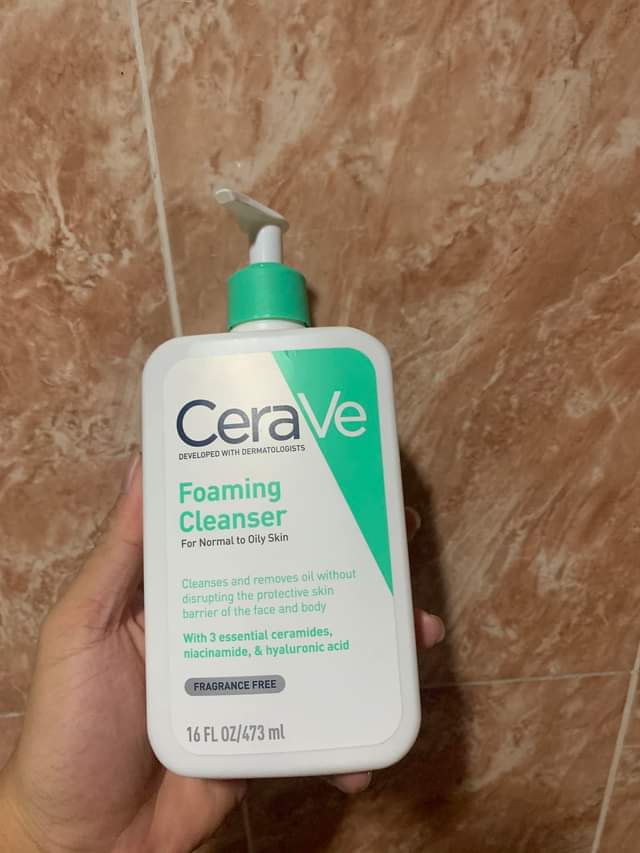 CeraVe
DEVELOPED WITH DERMATOLOGISTS
Foaming
Cleanser
For Normal to Oily Skin
Cleanses and removes oil without
disrupting the protective skin
barrier of the face and body
With 3 essential ceramides,
niacinamide, & hyaluronic acid
FRAGRANCE FREE
16 FL OZ/473 ml